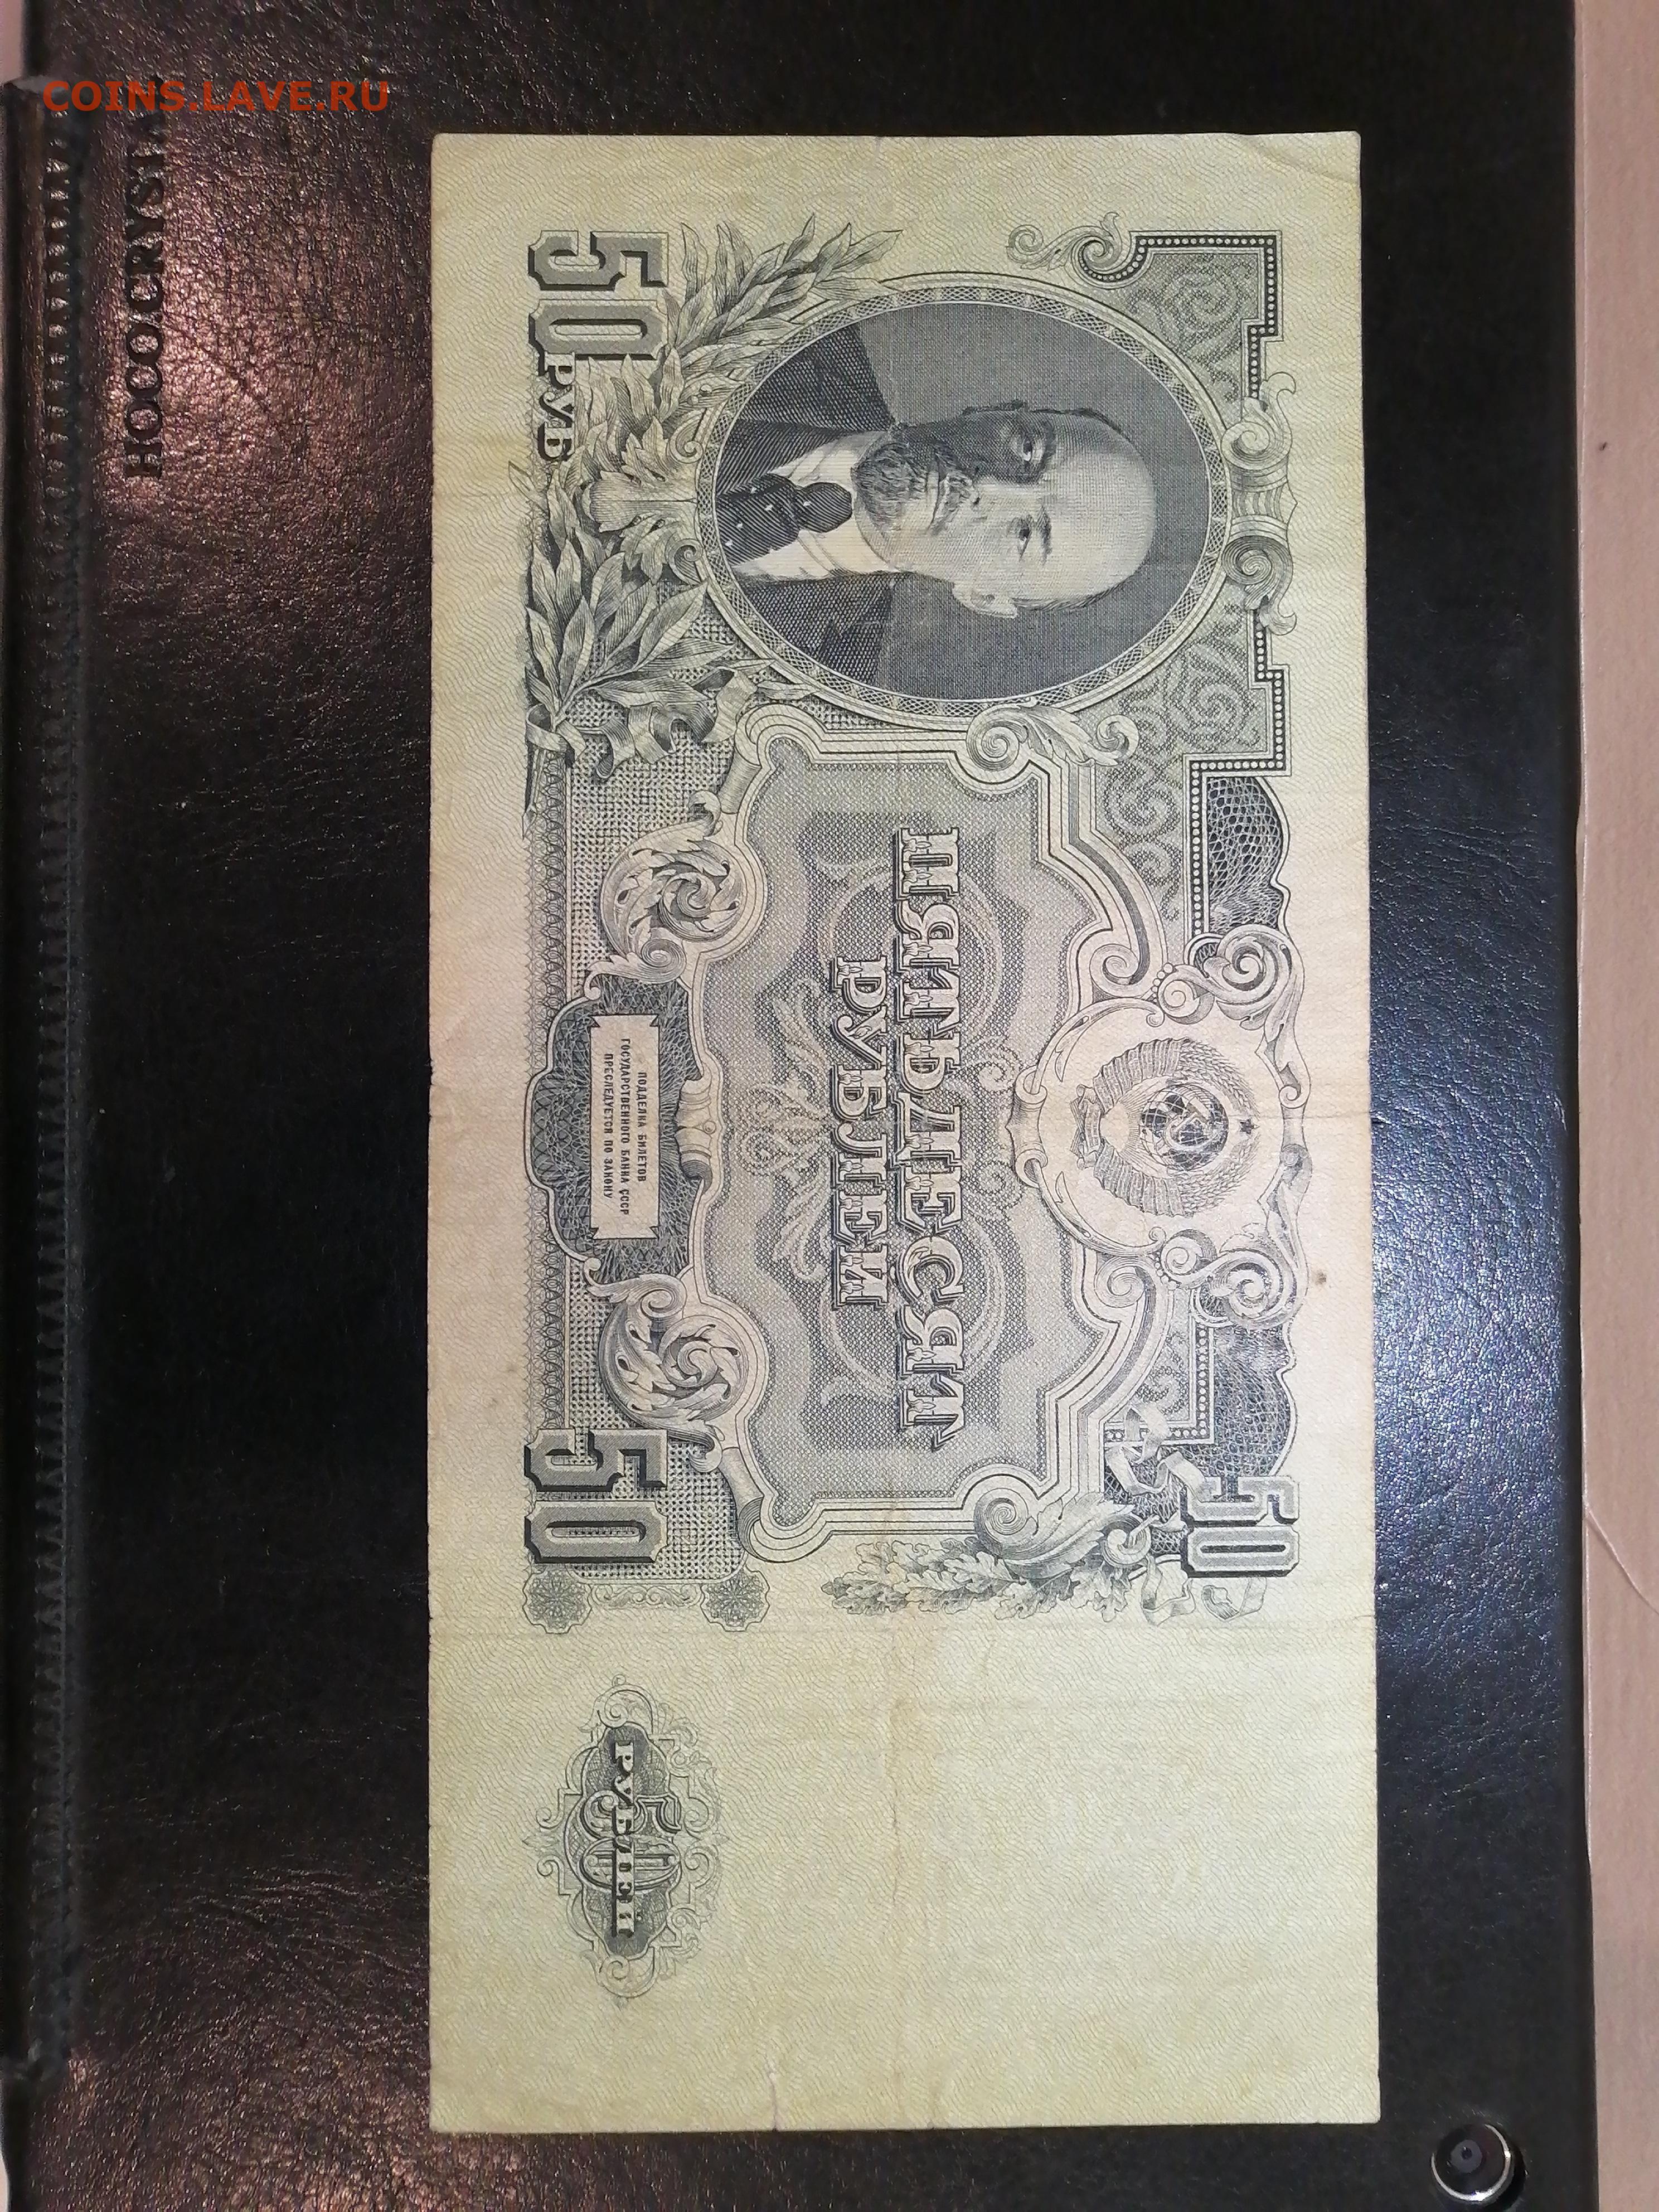 COINS.LAVE.RU
HOCOCRYSTAL
50 РУБ
ПЯТЬДЕСЯТ
РУБЛЕЙ
50
ПОДДЕЛКА БИЛЕТОВ
ГОСУДАРСТВЕННОГО БАНКА СССР
ПРЕСЛЕДУЕТСЯ ПО ЗАКОНУ
50
50
РУБЛЕЙ